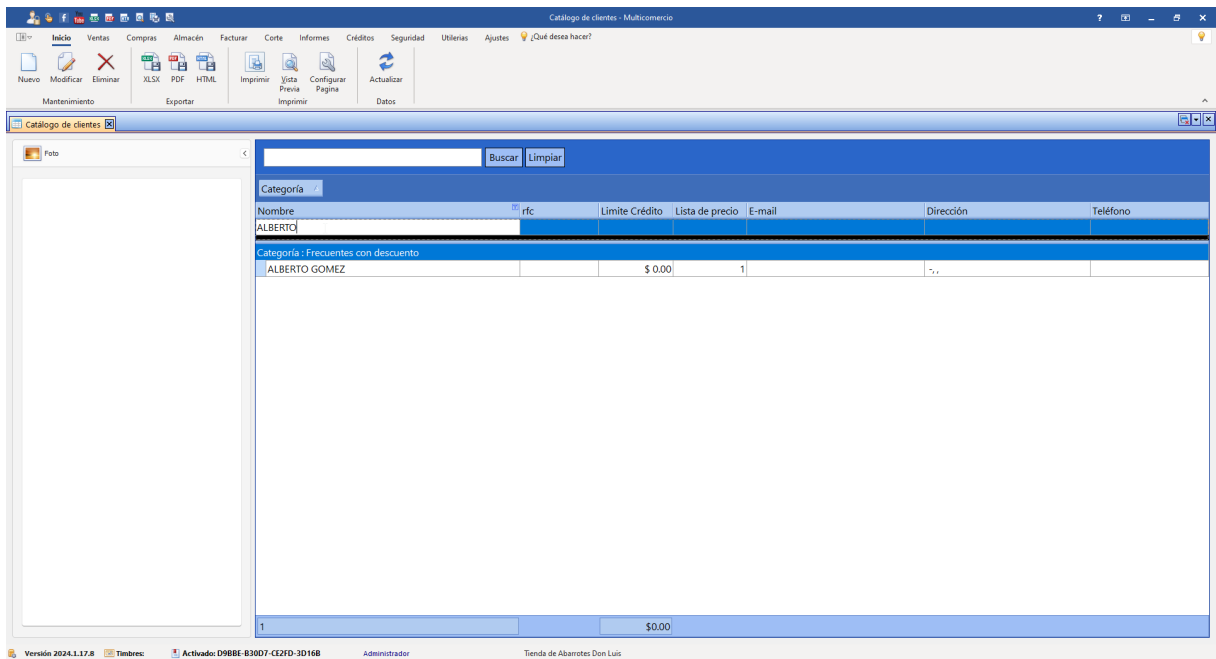 Catálogo de clientes - Multicomercio
Inicio Ventas Compras Almacén Facturar Corte Informes Créditos Seguridad Utilerias Ajustes ¿Qué desea hacer?
Nuevo Modificar Eliminar XLSX PDF HTML Imprimir Vista Previa Configurar Pagina Actualizar
Mantenimiento Exportar Imprimir Datos
Catálogo de clientes
Foto
Buscar Limpiar
Categoría
Nombre rfc Limite Crédito Lista de precio E-mail Dirección Teléfono
ALBERTO
Categoría : Frecuentes con descuento
ALBERTO GOMEZ $ 0.00 1 -, ,
1 $0.00
Versión 2024.1.17.8 Timbres: Activado: D9BBE-B30D7-CE2FD-3D16B Administrador Tienda de Abarrotes Don Luis